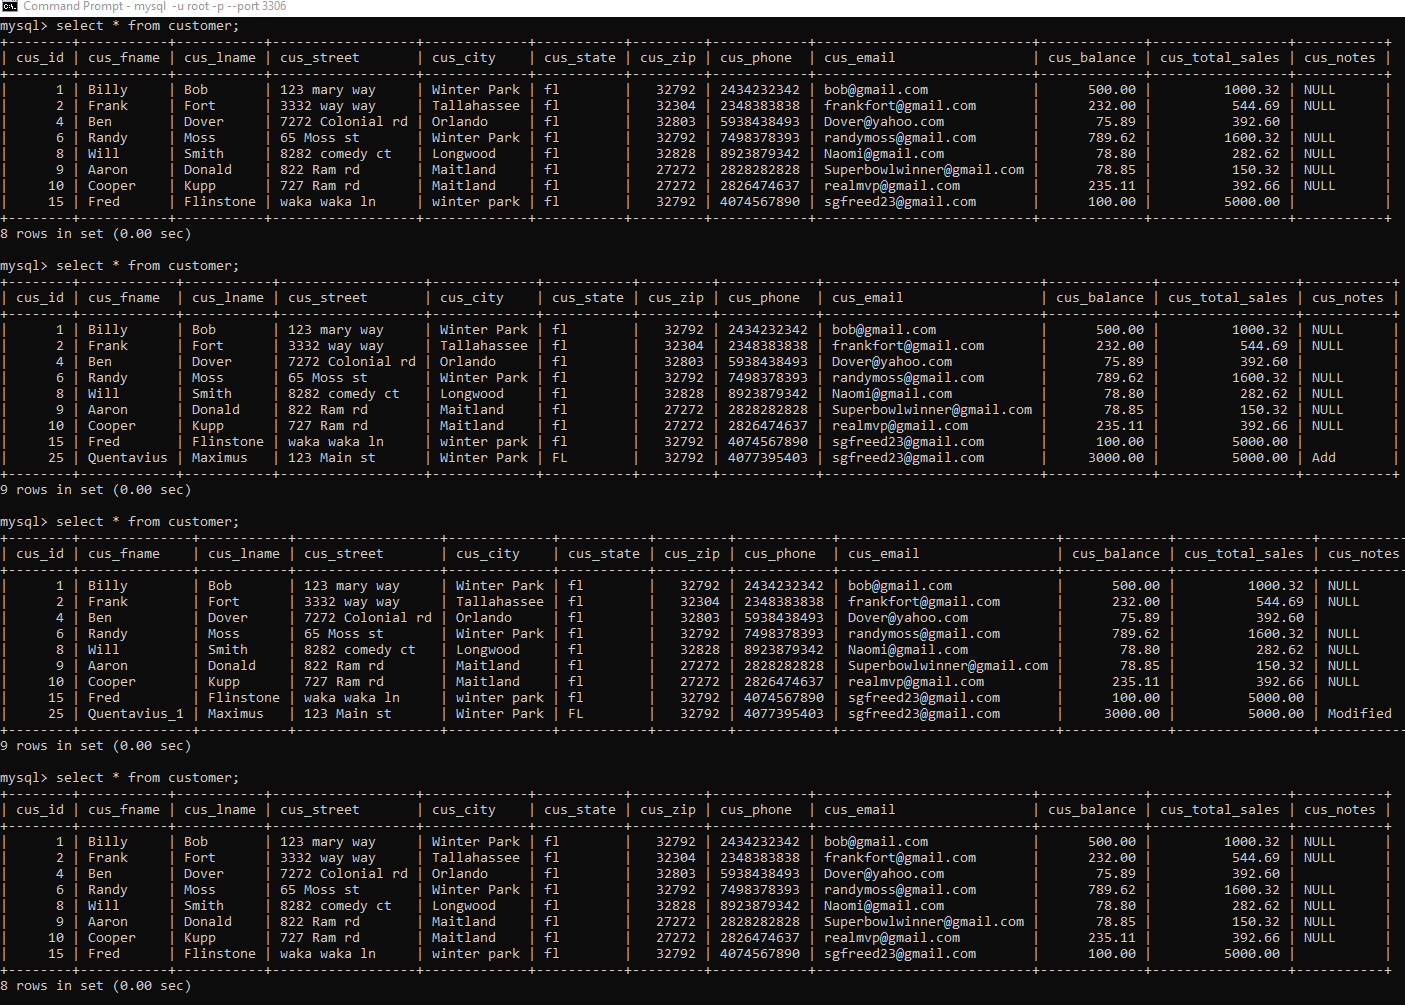 Command Prompt - mysql  -u root -p --port 3306
mysql> select * from customer;
+--------+-----------+-----------+------------------+-------------+-----------+---------+------------+---------------------------+-------------+-----------------+-----------+
| cus_id | cus_fname | cus_lname | cus_street       | cus_city    | cus_state | cus_zip | cus_phone  | cus_email                 | cus_balance | cus_total_sales | cus_notes |
+--------+-----------+-----------+------------------+-------------+-----------+---------+------------+---------------------------+-------------+-----------------+-----------+
|      1 | Billy     | Bob       | 123 mary way     | Winter Park | fl        |   32792 | 2434232342 | bob@gmail.com             |      500.00 |         1000.32 | NULL      |
|      2 | Frank     | Fort      | 3332 way way     | Tallahassee | fl        |   32304 | 2348383838 | frankfort@gmail.com       |      232.00 |          544.69 | NULL      |
|      4 | Ben       | Dover     | 7272 Colonial rd | Orlando     | fl        |   32803 | 5938438493 | Dover@yahoo.com           |       75.89 |          392.60 |           |
|      6 | Randy     | Moss      | 65 Moss st       | Winter Park | fl        |   32792 | 7498378393 | randymoss@gmail.com       |      789.62 |         1600.32 | NULL      |
|      8 | Will      | Smith     | 8282 comedy ct   | Longwood    | fl        |   32828 | 8923879342 | Naomi@gmail.com           |       78.80 |          282.62 | NULL      |
|      9 | Aaron     | Donald    | 822 Ram rd       | Maitland    | fl        |   27272 | 2828282828 | Superbowlwinner@gmail.com |       78.85 |          150.32 | NULL      |
|     10 | Cooper    | Kupp      | 727 Ram rd       | Maitland    | fl        |   27272 | 2826474637 | realmvp@gmail.com         |      235.11 |          392.66 | NULL      |
|     15 | Fred      | Flinstone | waka waka ln     | winter park | fl        |   32792 | 4074567890 | sgfreed23@gmail.com       |      100.00 |         5000.00 |           |
+--------+-----------+-----------+------------------+-------------+-----------+---------+------------+---------------------------+-------------+-----------------+-----------+
8 rows in set (0.00 sec)
mysql> select * from customer;
+--------+------------+-----------+------------------+-------------+-----------+---------+------------+---------------------------+-------------+-----------------+-----------+
| cus_id | cus_fname  | cus_lname | cus_street       | cus_city    | cus_state | cus_zip | cus_phone  | cus_email                 | cus_balance | cus_total_sales | cus_notes |
+--------+------------+-----------+------------------+-------------+-----------+---------+------------+---------------------------+-------------+-----------------+-----------+
|      1 | Billy      | Bob       | 123 mary way     | Winter Park | fl        |   32792 | 2434232342 | bob@gmail.com             |      500.00 |         1000.32 | NULL      |
|      2 | Frank      | Fort      | 3332 way way     | Tallahassee | fl        |   32304 | 2348383838 | frankfort@gmail.com       |      232.00 |          544.69 | NULL      |
|      4 | Ben        | Dover     | 7272 Colonial rd | Orlando     | fl        |   32803 | 5938438493 | Dover@yahoo.com           |       75.89 |          392.60 |           |
|      6 | Randy      | Moss      | 65 Moss st       | Winter Park | fl        |   32792 | 7498378393 | randymoss@gmail.com       |      789.62 |         1600.32 | NULL      |
|      8 | Will       | Smith     | 8282 comedy ct   | Longwood    | fl        |   32828 | 8923879342 | Naomi@gmail.com           |       78.80 |          282.62 | NULL      |
|      9 | Aaron      | Donald    | 822 Ram rd       | Maitland    | fl        |   27272 | 2828282828 | Superbowlwinner@gmail.com |       78.85 |          150.32 | NULL      |
|     10 | Cooper     | Kupp      | 727 Ram rd       | Maitland    | fl        |   27272 | 2826474637 | realmvp@gmail.com         |      235.11 |          392.66 | NULL      |
|     15 | Fred       | Flinstone | waka waka ln     | winter park | fl        |   32792 | 4074567890 | sgfreed23@gmail.com       |      100.00 |         5000.00 |           |
|     25 | Quentavius | Maximus   | 123 Main st      | Winter Park | FL        |   32792 | 4077395403 | sgfreed23@gmail.com       |     3000.00 |         5000.00 | Add       |
+--------+------------+-----------+------------------+-------------+-----------+---------+------------+---------------------------+-------------+-----------------+-----------+
9 rows in set (0.00 sec)
mysql> select * from customer;
+--------+--------------+-----------+------------------+-------------+-----------+---------+------------+---------------------------+-------------+-----------------+----------
| cus_id | cus_fname    | cus_lname | cus_street       | cus_city    | cus_state | cus_zip | cus_phone  | cus_email                 | cus_balance | cus_total_sales | cus_notes
+--------+--------------+-----------+------------------+-------------+-----------+---------+------------+---------------------------+-------------+-----------------+----------
|      1 | Billy        | Bob       | 123 mary way     | Winter Park | fl        |   32792 | 2434232342 | bob@gmail.com             |      500.00 |         1000.32 | NULL
|      2 | Frank        | Fort      | 3332 way way     | Tallahassee | fl        |   32304 | 2348383838 | frankfort@gmail.com       |      232.00 |          544.69 | NULL
|      4 | Ben          | Dover     | 7272 Colonial rd | Orlando     | fl        |   32803 | 5938438493 | Dover@yahoo.com           |       75.89 |          392.60 |
|      6 | Randy        | Moss      | 65 Moss st       | Winter Park | fl        |   32792 | 7498378393 | randymoss@gmail.com       |      789.62 |         1600.32 | NULL
|      8 | Will         | Smith     | 8282 comedy ct   | Longwood    | fl        |   32828 | 8923879342 | Naomi@gmail.com           |       78.80 |          282.62 | NULL
|      9 | Aaron        | Donald    | 822 Ram rd       | Maitland    | fl        |   27272 | 2828282828 | Superbowlwinner@gmail.com |       78.85 |          150.32 | NULL
|     10 | Cooper       | Kupp      | 727 Ram rd       | Maitland    | fl        |   27272 | 2826474637 | realmvp@gmail.com         |      235.11 |          392.66 | NULL
|     15 | Fred         | Flinstone | waka waka ln     | winter park | fl        |   32792 | 4074567890 | sgfreed23@gmail.com       |      100.00 |         5000.00 |
|     25 | Quentavius_1 | Maximus   | 123 Main st      | Winter Park | FL        |   32792 | 4077395403 | sgfreed23@gmail.com       |     3000.00 |         5000.00 | Modified
+--------+--------------+-----------+------------------+-------------+-----------+---------+------------+---------------------------+-------------+-----------------+----------
9 rows in set (0.00 sec)
mysql> select * from customer;
+--------+-----------+-----------+------------------+-------------+-----------+---------+------------+---------------------------+-------------+-----------------+-----------+
| cus_id | cus_fname | cus_lname | cus_street       | cus_city    | cus_state | cus_zip | cus_phone  | cus_email                 | cus_balance | cus_total_sales | cus_notes |
+--------+-----------+-----------+------------------+-------------+-----------+---------+------------+---------------------------+-------------+-----------------+-----------+
|      1 | Billy     | Bob       | 123 mary way     | Winter Park | fl        |   32792 | 2434232342 | bob@gmail.com             |      500.00 |         1000.32 | NULL      |
|      2 | Frank     | Fort      | 3332 way way     | Tallahassee | fl        |   32304 | 2348383838 | frankfort@gmail.com       |      232.00 |          544.69 | NULL      |
|      4 | Ben       | Dover     | 7272 Colonial rd | Orlando     | fl        |   32803 | 5938438493 | Dover@yahoo.com           |       75.89 |          392.60 |           |
|      6 | Randy     | Moss      | 65 Moss st       | Winter Park | fl        |   32792 | 7498378393 | randymoss@gmail.com       |      789.62 |         1600.32 | NULL      |
|      8 | Will      | Smith     | 8282 comedy ct   | Longwood    | fl        |   32828 | 8923879342 | Naomi@gmail.com           |       78.80 |          282.62 | NULL      |
|      9 | Aaron     | Donald    | 822 Ram rd       | Maitland    | fl        |   27272 | 2828282828 | Superbowlwinner@gmail.com |       78.85 |          150.32 | NULL      |
|     10 | Cooper    | Kupp      | 727 Ram rd       | Maitland    | fl        |   27272 | 2826474637 | realmvp@gmail.com         |      235.11 |          392.66 | NULL      |
|     15 | Fred      | Flinstone | waka waka ln     | winter park | fl        |   32792 | 4074567890 | sgfreed23@gmail.com       |      100.00 |         5000.00 |           |
+--------+-----------+-----------+------------------+-------------+-----------+---------+------------+---------------------------+-------------+-----------------+-----------+
8 rows in set (0.00 sec)